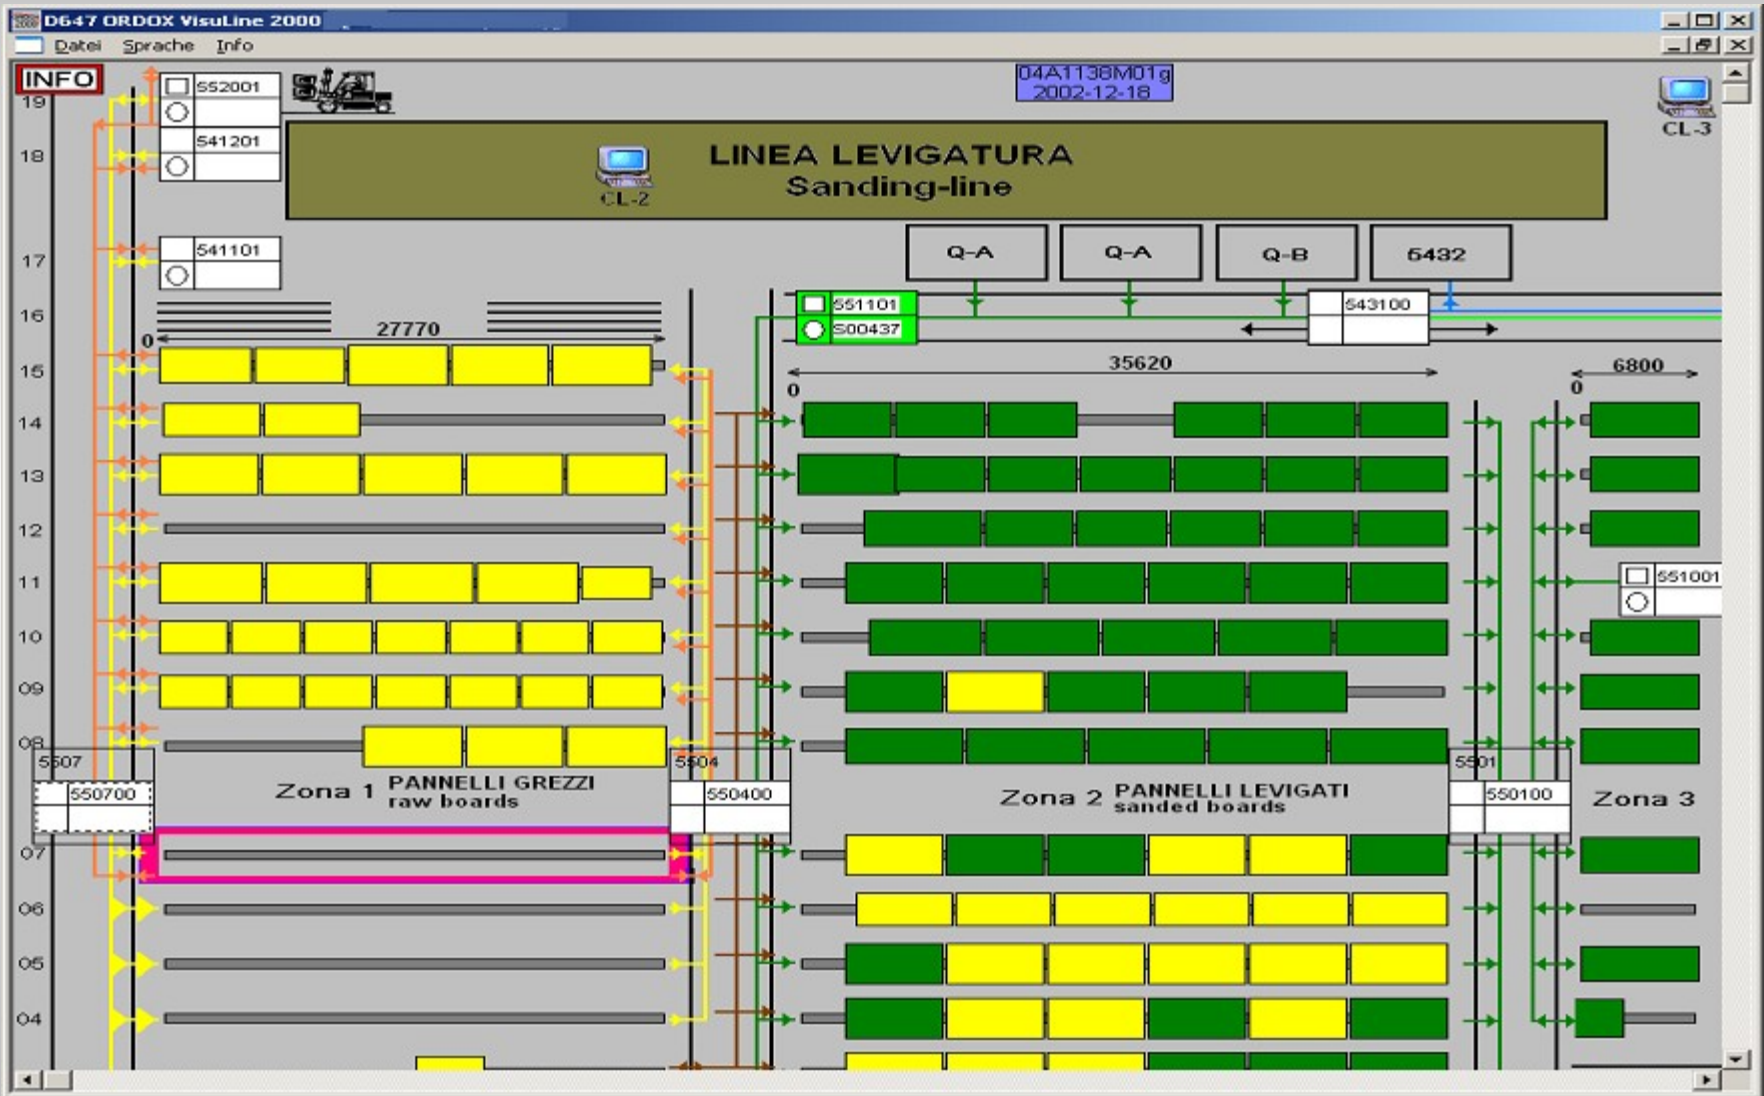 D647 ORDOX VisuLine 2000
Datei Sprache Info
INFO
04A1138M01g
2002-12-18
552001
541201
CL-3
LINEA LEVIGATURA
Sanding-line
CL-2
19
18
17
16
15
14
13
12
11
10
09
08
07
06
05
04
541101
Q-A
Q-A
Q-B
5432
551101
S00437
543100
27770
0
35620
0
6800
0
551001
5507
550700
Zona 1 PANNELLI GREZZI
raw boards
5504
550400
Zona 2 PANNELLI LEVIGATI
sanded boards
5501
550100
Zona 3